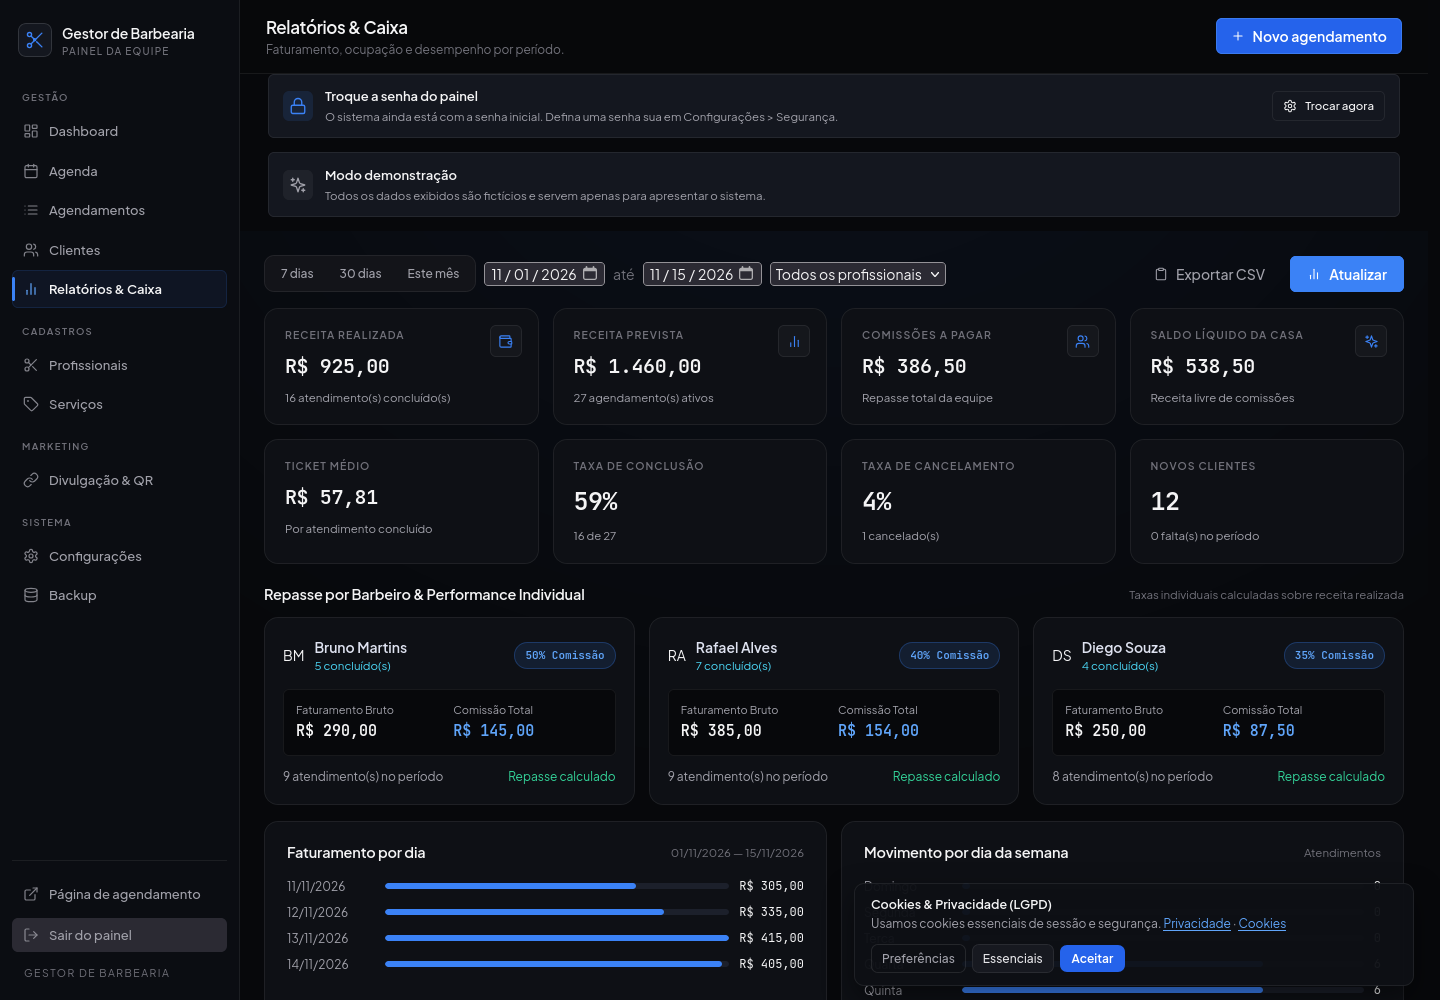 Gestor de Barbearia
PAINEL DA EQUIPE
GESTÃO
Dashboard
Agenda
Agendamentos
Clientes
Relatórios & Caixa
CADASTROS
Profissionais
Serviços
MARKETING
Divulgação & QR
SISTEMA
Configurações
Backup
Página de agendamento
Sair do painel
GESTOR DE BARBEARIA
Relatórios & Caixa
Faturamento, ocupação e desempenho por período.
Novo agendamento
Troque a senha do painel
O sistema ainda está com a senha inicial. Defina uma senha sua em Configurações > Segurança.
Trocar agora
Modo demonstração
Todos os dados exibidos são fictícios e servem apenas para apresentar o sistema.
7 dias 30 dias Este mês 11/01/2026 até 11/15/2026 Todos os profissionais Exportar CSV Atualizar
RECEITA REALIZADA
R$ 925,00
16 atendimento(s) concluído(s)
RECEITA PREVISTA
R$ 1.460,00
27 agendamento(s) ativos
COMISSÕES A PAGAR
R$ 386,50
Repasse total da equipe
SALDO LÍQUIDO DA CASA
R$ 538,50
Receita livre de comissões
TICKET MÉDIO
R$ 57,81
Por atendimento concluído
TAXA DE CONCLUSÃO
59%
16 de 27
TAXA DE CANCELAMENTO
4%
1 cancelado(s)
NOVOS CLIENTES
12
0 falta(s) no período
Repasse por Barbeiro & Performance Individual
Taxas individuais calculadas sobre receita realizada
BM Bruno Martins
5 concluído(s)
50% Comissão
Faturamento Bruto Comissão Total
R$ 290,00 R$ 145,00
9 atendimento(s) no período Repasse calculado
RA Rafael Alves
7 concluído(s)
40% Comissão
Faturamento Bruto Comissão Total
R$ 385,00 R$ 154,00
9 atendimento(s) no período Repasse calculado
DS Diego Souza
4 concluído(s)
35% Comissão
Faturamento Bruto Comissão Total
R$ 250,00 R$ 87,50
8 atendimento(s) no período Repasse calculado
Faturamento por dia 01/11/2026 — 15/11/2026
11/11/2026 R$ 305,00
12/11/2026 R$ 335,00
13/11/2026 R$ 415,00
14/11/2026 R$ 405,00
Movimento por dia da semana Atendimentos
Cookies & Privacidade (LGPD)
Usamos cookies essenciais de sessão e segurança. Privacidade · Cookies
Preferências Essenciais Aceitar
Quinta 6